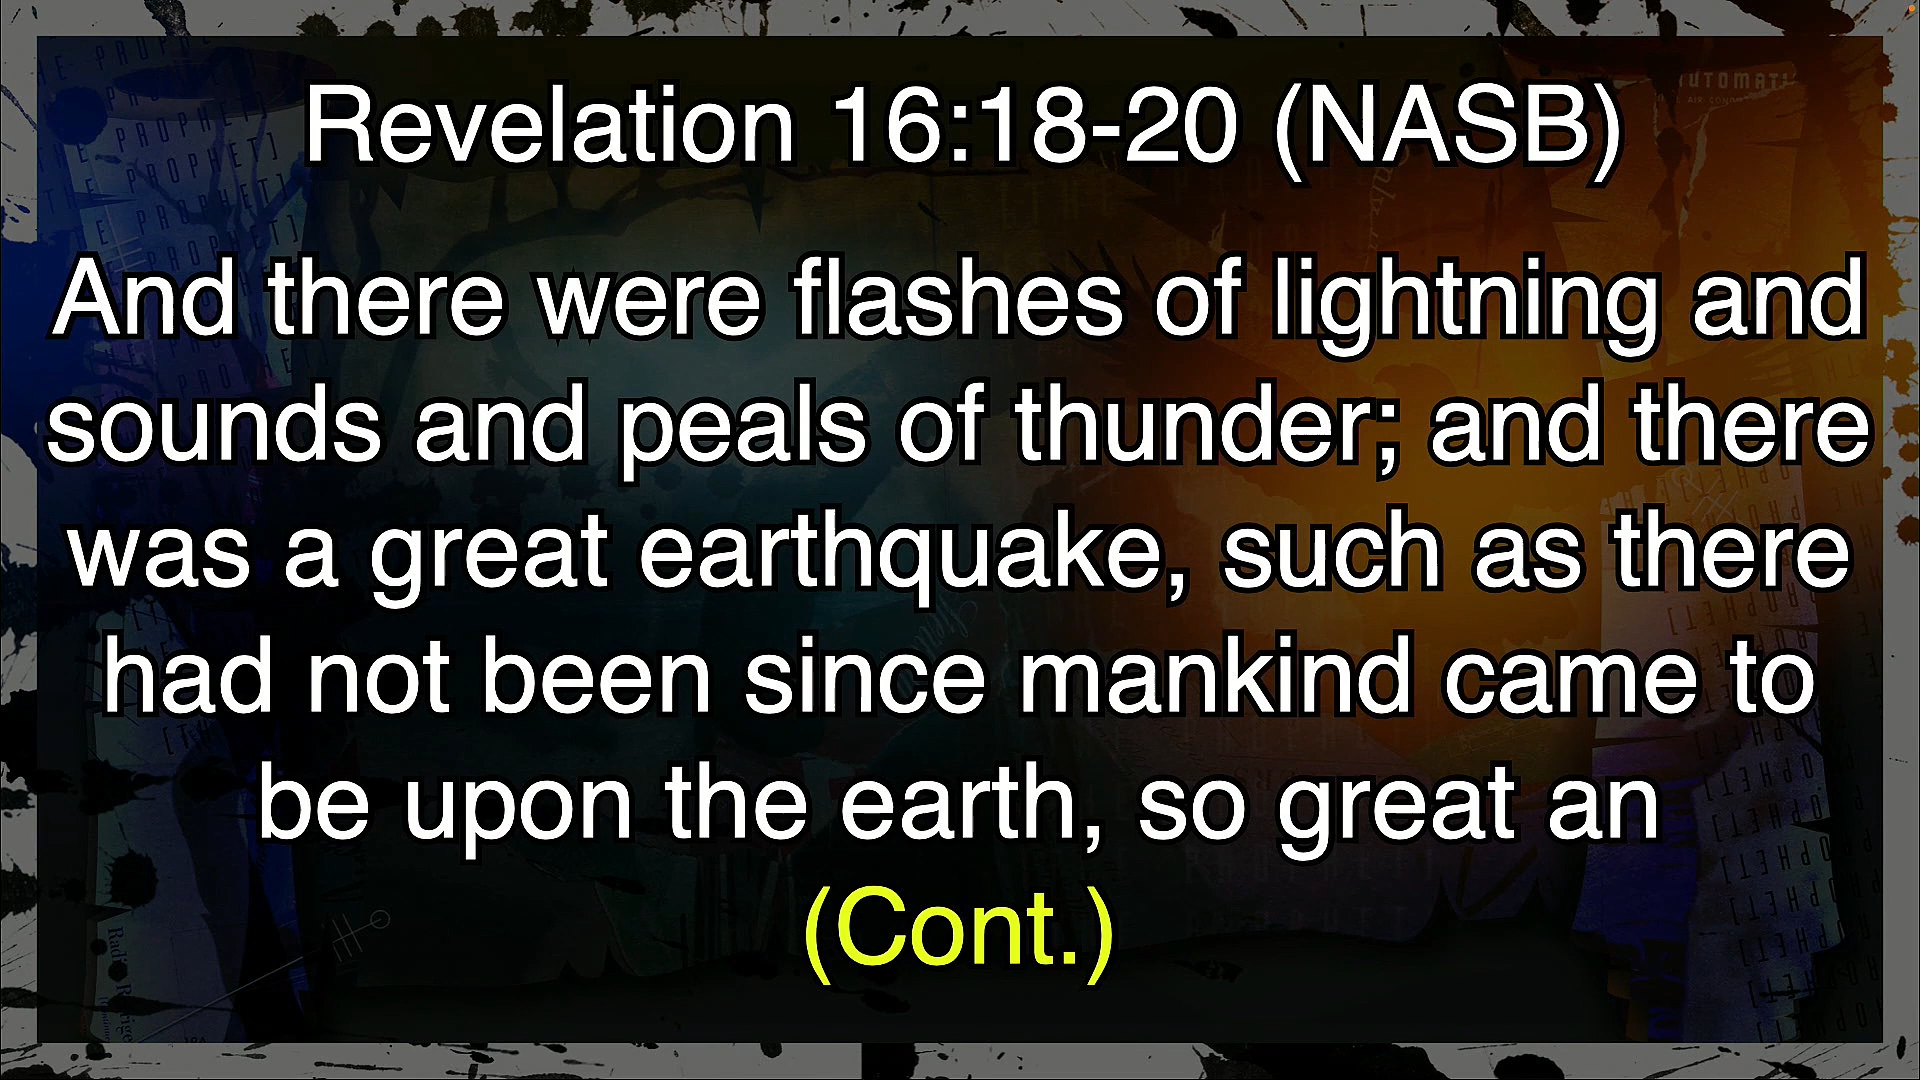 Revelation 16:18-20 (NASB)
And there were flashes of lightning and
sounds and peals of thunder; and there
was a great earthquake, such as there
had not been since mankind came to
be upon the earth, so great an
(Cont.)